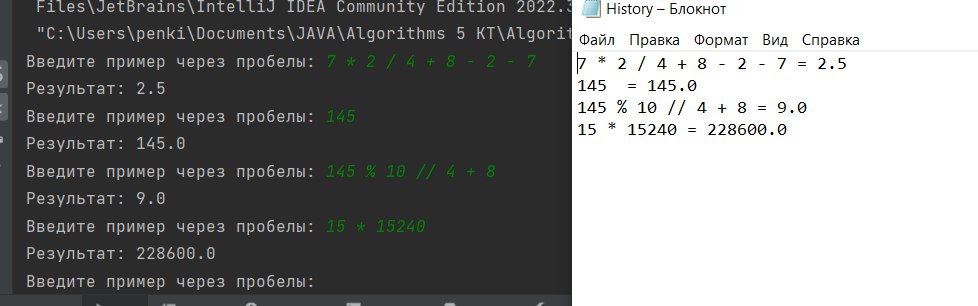 Files\JetBrains\IntelliJ IDEA Community Edition 2022.3
"C:\Users\penki\Documents\JAVA\Algorithms 5 KT\Algorit
Введите пример через пробелы: 7 * 2 / 4 + 8 - 2 - 7
Результат: 2.5
Введите пример через пробелы: 145
Результат: 145.0
Введите пример через пробелы: 145 % 10 // 4 + 8
Результат: 9.0
Введите пример через пробелы: 15 * 15240
Результат: 228600.0
Введите пример через пробелы:
History – Блокнот
Файл Правка Формат Вид Справка
7 * 2 / 4 + 8 - 2 - 7 = 2.5
145  = 145.0
145 % 10 // 4 + 8 = 9.0
15 * 15240 = 228600.0